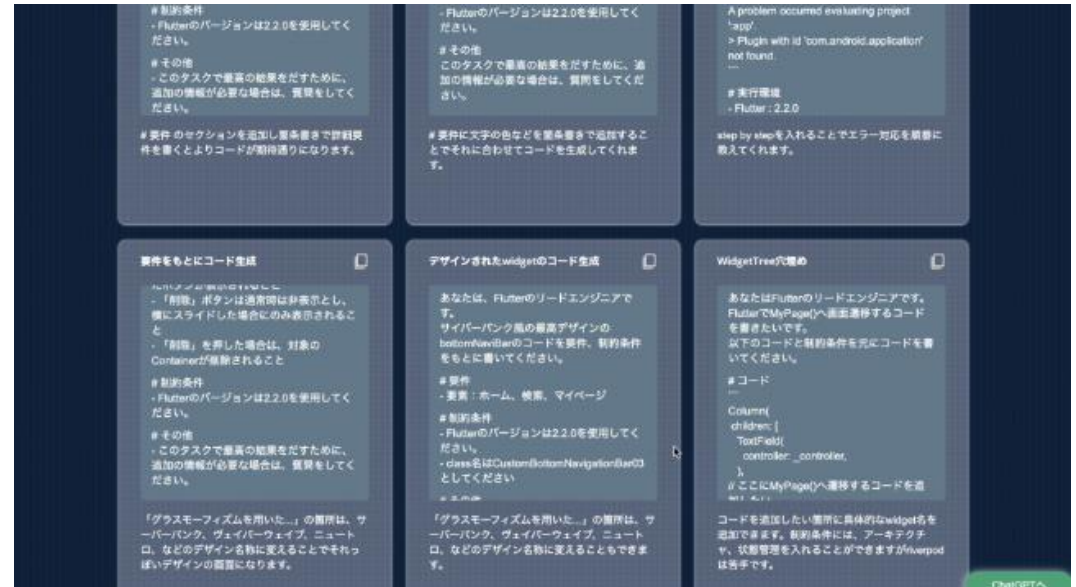 # 制約条件
- Flutterのバージョンは2.2.0を使用してく
ださい。
# その他
- このタスクで最高の結果をだすために、
追加の情報が必要な場合は、質問をしてく
ださい。
# 要件 のセクションを追加し箇条書きで詳細要
件を書くとよりコードが期待通りになります。
- Flutterのバージョンは2.2.0を使用してく
ださい。
# その他
このタスクで最高の結果をだすために、追
加の情報が必要な場合は、質問をしてくだ
さい。
# 要件に文字の色などを箇条書きで追加するこ
とでそれに合わせてコードを生成してくれま
す。
A problem occurred evaluating project
':app'.
> Plugin with id 'com.android.application'
not found.
```
# 実行環境
- Flutter : 2.2.0
step by stepを入れることでエラー対応を順番に
教えてくれます。
要件をもとにコード生成
- 「削除」ボタンは通常時は非表示とし、
横にスライドした場合にのみ表示されるこ
と
- 「削除」を押した場合は、対象の
Containerが削除されること
# 制約条件
- Flutterのバージョンは2.2.0を使用してく
ださい。
# その他
- このタスクで最高の結果をだすために、
追加の情報が必要な場合は、質問をしてく
ださい。
「グラスモーフィズムを用いた...」の箇所は、サ
ーバーパンク、ヴェイパーウェイブ、ニュート
ロ、などのデザイン名称に変えることでそれっ
ぽいデザインの画面になります。
デザインされたwidgetのコード生成
あなたは、Flutterのリードエンジニアで
す。
サイバーパンク風の最高デザインの
bottomNaviBarのコードを要件、制約条件
をもとに書いてください。
# 要件
- 要素：ホーム、検索、マイページ
# 制約条件
- Flutterのバージョンは2.2.0を使用してく
ださい。
- class名はCustomBottomNavigationBar03
としてください
# その他
「グラスモーフィズムを用いた...」の箇所は、サ
ーバーパンク、ヴェイパーウェイブ、ニュート
ロ、などのデザイン名称に変えることもできま
す。
WidgetTree穴埋め
あなたはFlutterのリードエンジニアです。
FlutterでMyPage()へ画面遷移するコード
を書きたいです。
以下のコードと制約条件を元にコードを書
いてください。
# コード
```
Column(
children: [
TextField(
controller: _controller,
),
// ここにMyPage()へ遷移するコードを追
加したい
コードを追加したい箇所に具体的なwidget名を
追加できます。制約条件には、アーキテクチ
ャ、状態管理を入れることができますがriverpod
は苦手です。
ChatGPTへ